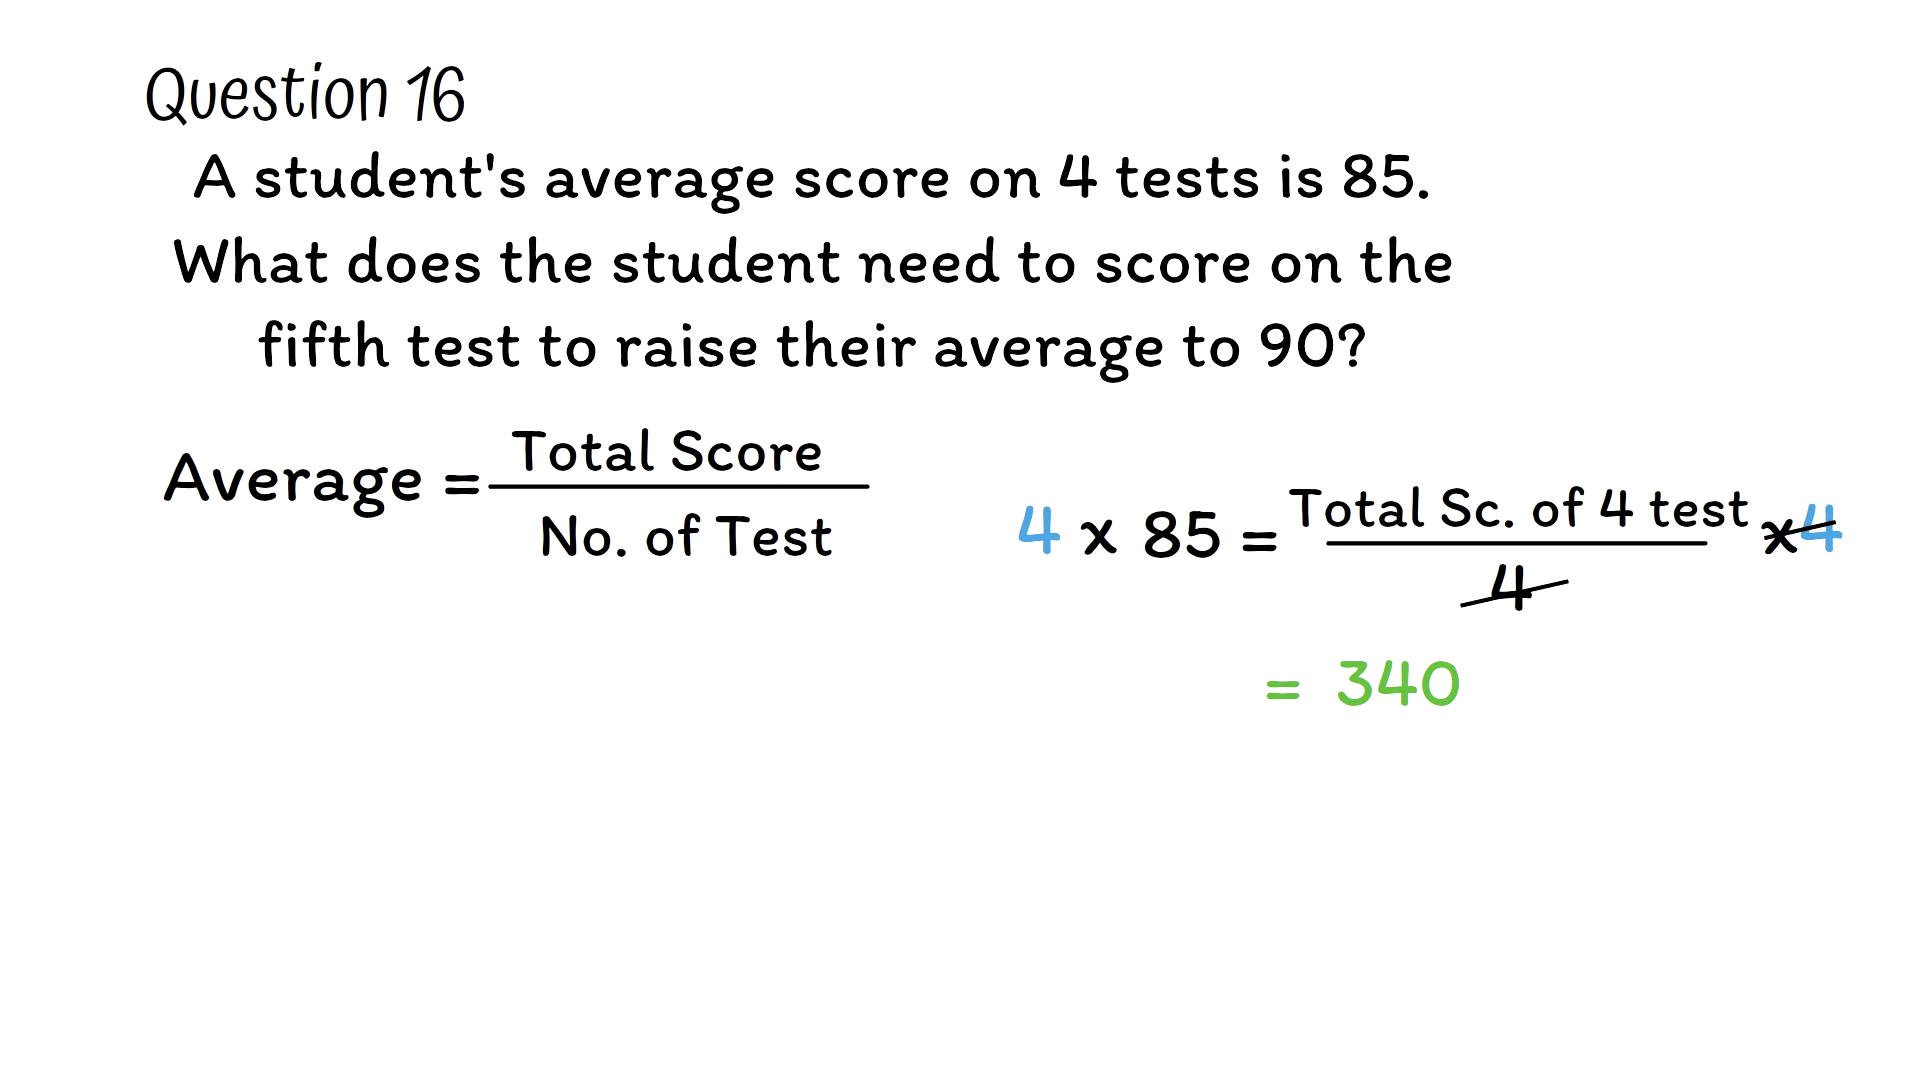 Question 16
A student's average score on 4 tests is 85.
What does the student need to score on the
fifth test to raise their average to 90?
Average = Total Score
No. of Test
4 x 85 = Total Sc. of 4 test x4
4
= 340